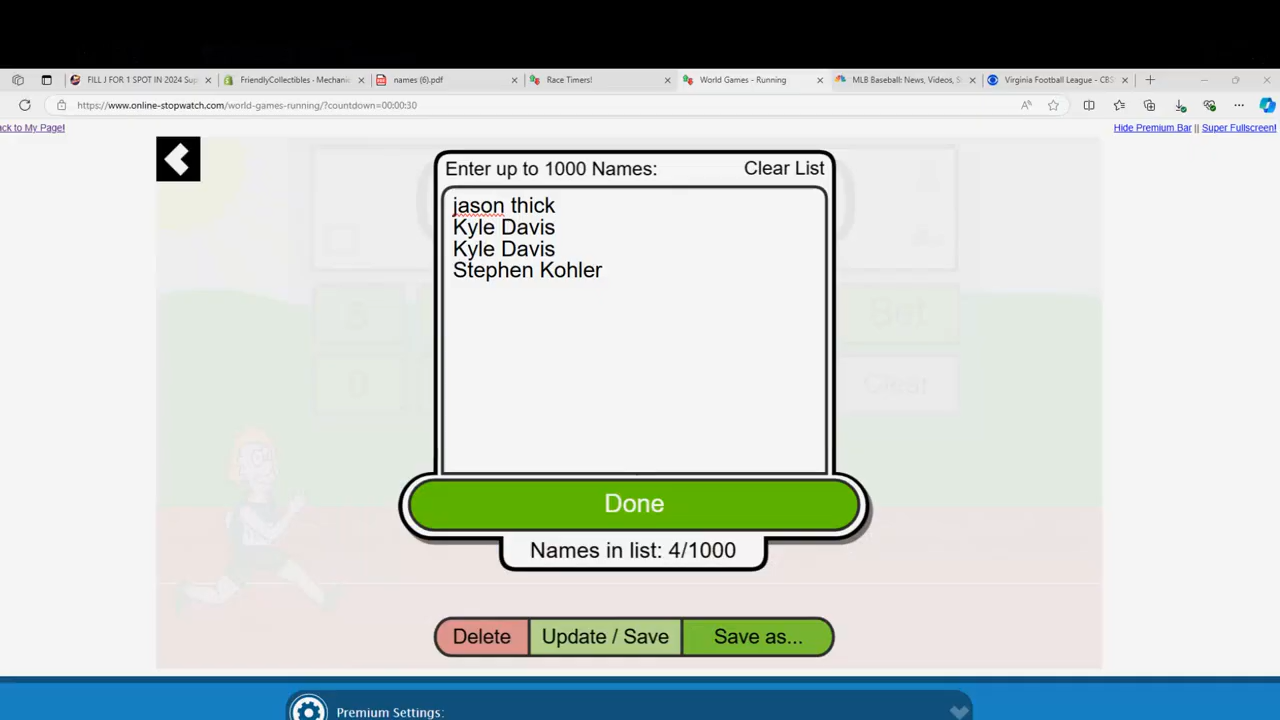 FILL J FOR 1 SPOT IN 2024 Sup
FriendlyCollectibles - Mechanic
names (6).pdf
Race Timers!
World Games - Running
MLB Baseball: News, Videos, S
Virginia Football League - CBS
https://www.online-stopwatch.com/world-games-running/?countdown=00:00:30
ack to My Page!
Hide Premium Bar || Super Fullscreen!
Enter up to 1000 Names:
Clear List
jason thick
Kyle Davis
Kyle Davis
Stephen Kohler
Done
Names in list: 4/1000
Delete
Update / Save
Save as...
Premium Settings: